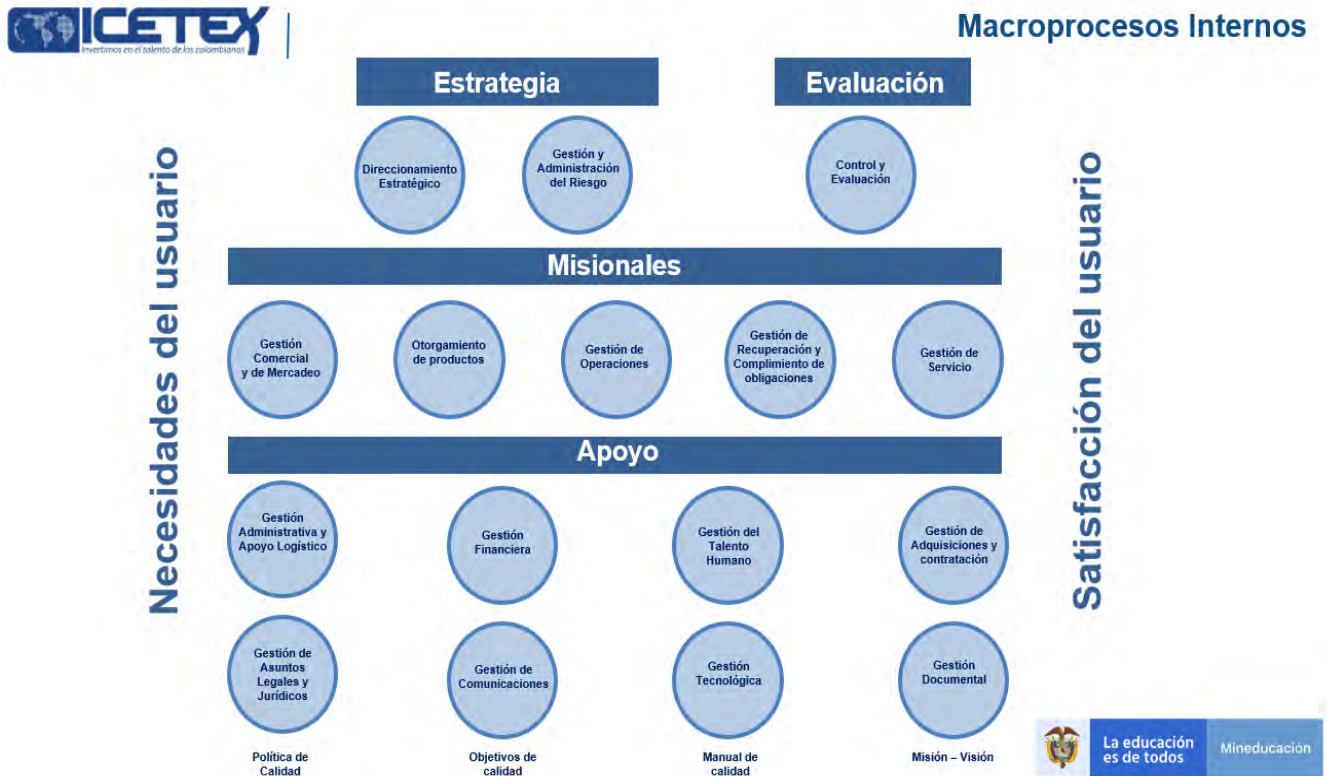 ICETEX
Invertimos en el talento de los colombianos
Macroprocesos Internos
Estrategia
Evaluación
Necesidades del usuario
Satisfacción del usuario
Direccionamiento
Estratégico
Gestión y
Administración
del Riesgo
Control y
Evaluación
Misionales
Gestión
Comercial
y de Mercadeo
Otorgamiento
de productos
Gestión de
Operaciones
Gestión de
Recuperación y
Complimiento de
obligaciones
Gestión de
Servicio
Apoyo
Gestión
Administrativa y
Apoyo Logístico
Gestión
Financiera
Gestión del
Talento
Humano
Gestión de
Adquisiciones y
contratación
Gestión de
Asuntos
Legales y
Jurídicos
Gestión de
Comunicaciones
Gestión
Tecnológica
Gestión
Documental
Política de
Calidad
Objetivos de
calidad
Manual de
calidad
Misión – Visión
La educación
es de todos
Mineducación